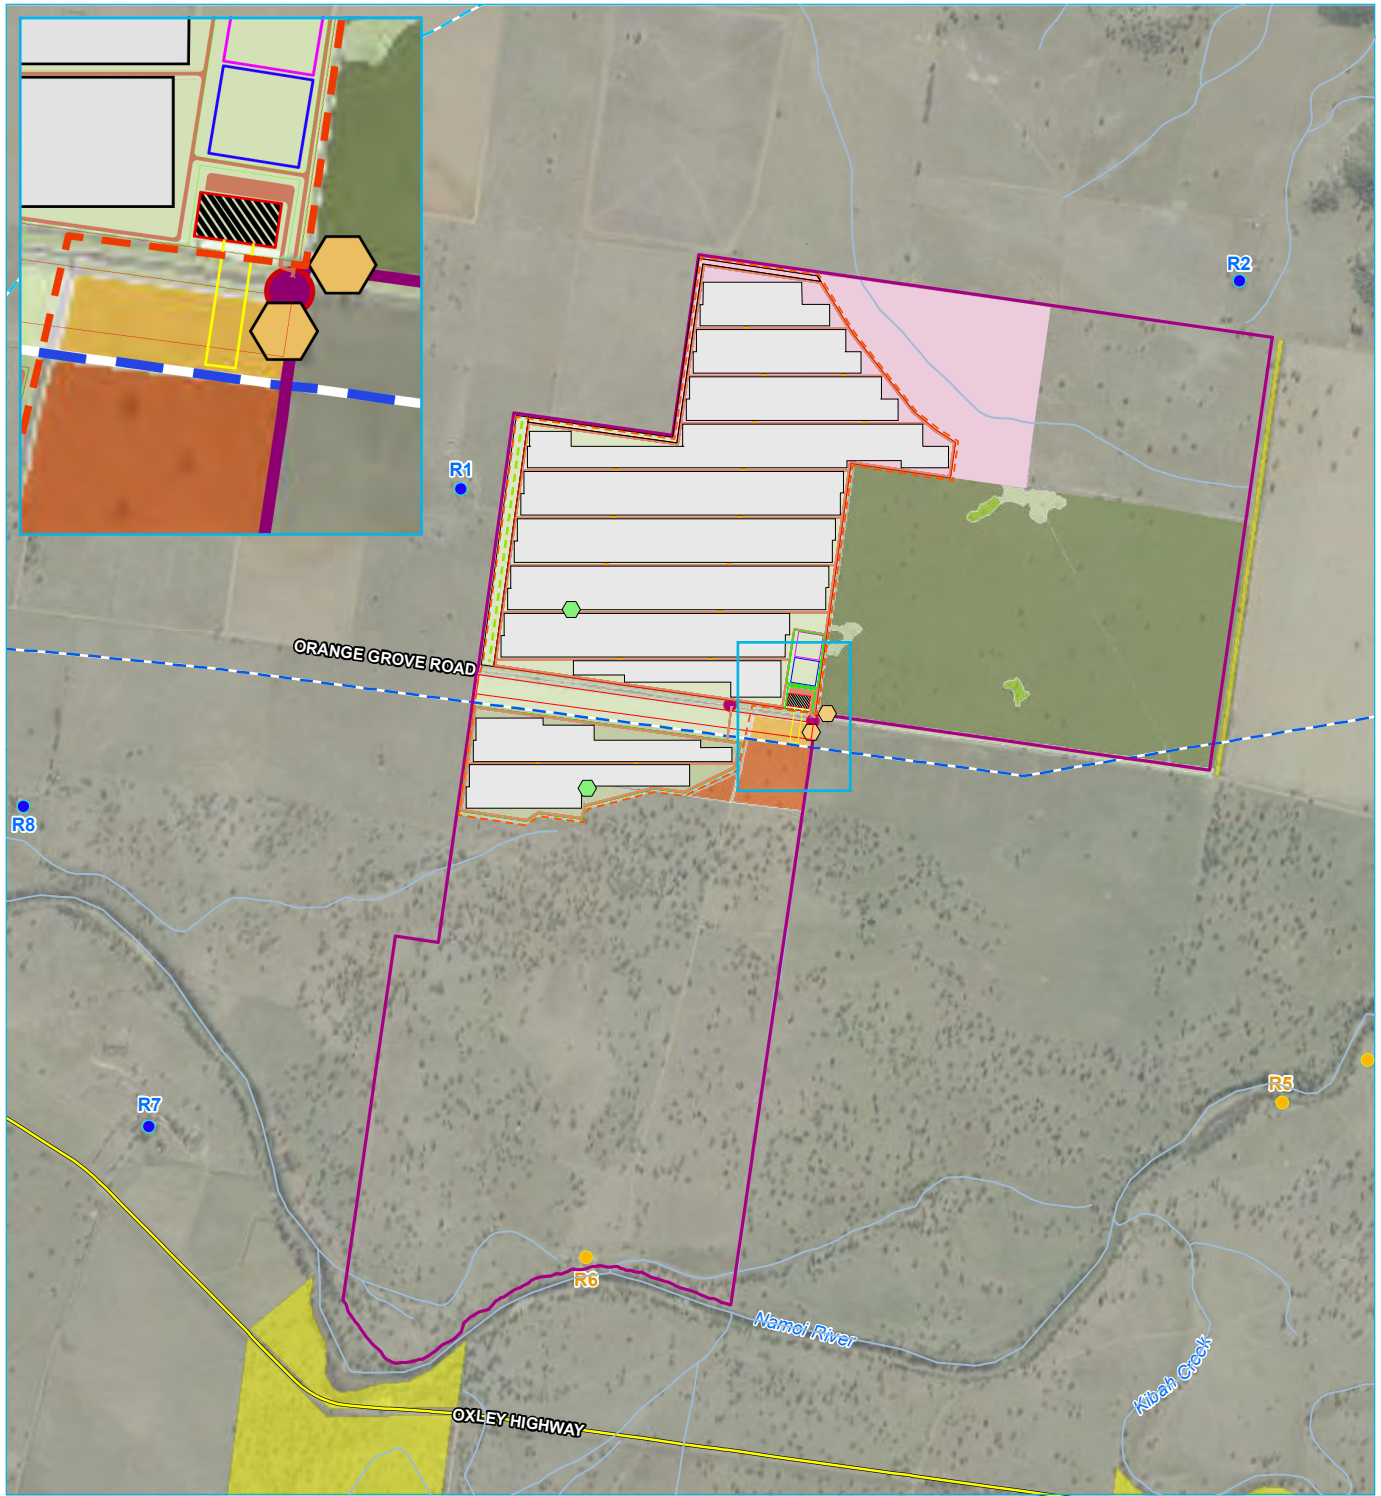 R2
R1
ORANGE GROVE ROAD
R8
R5
R7
R6
Namoi River
Kibah Creek
OXLEY HIGHWAY